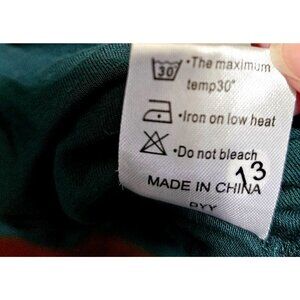 30
•The maximum
temp30°
•Iron on low heat
•Do not bleach
13
MADE IN CHINA